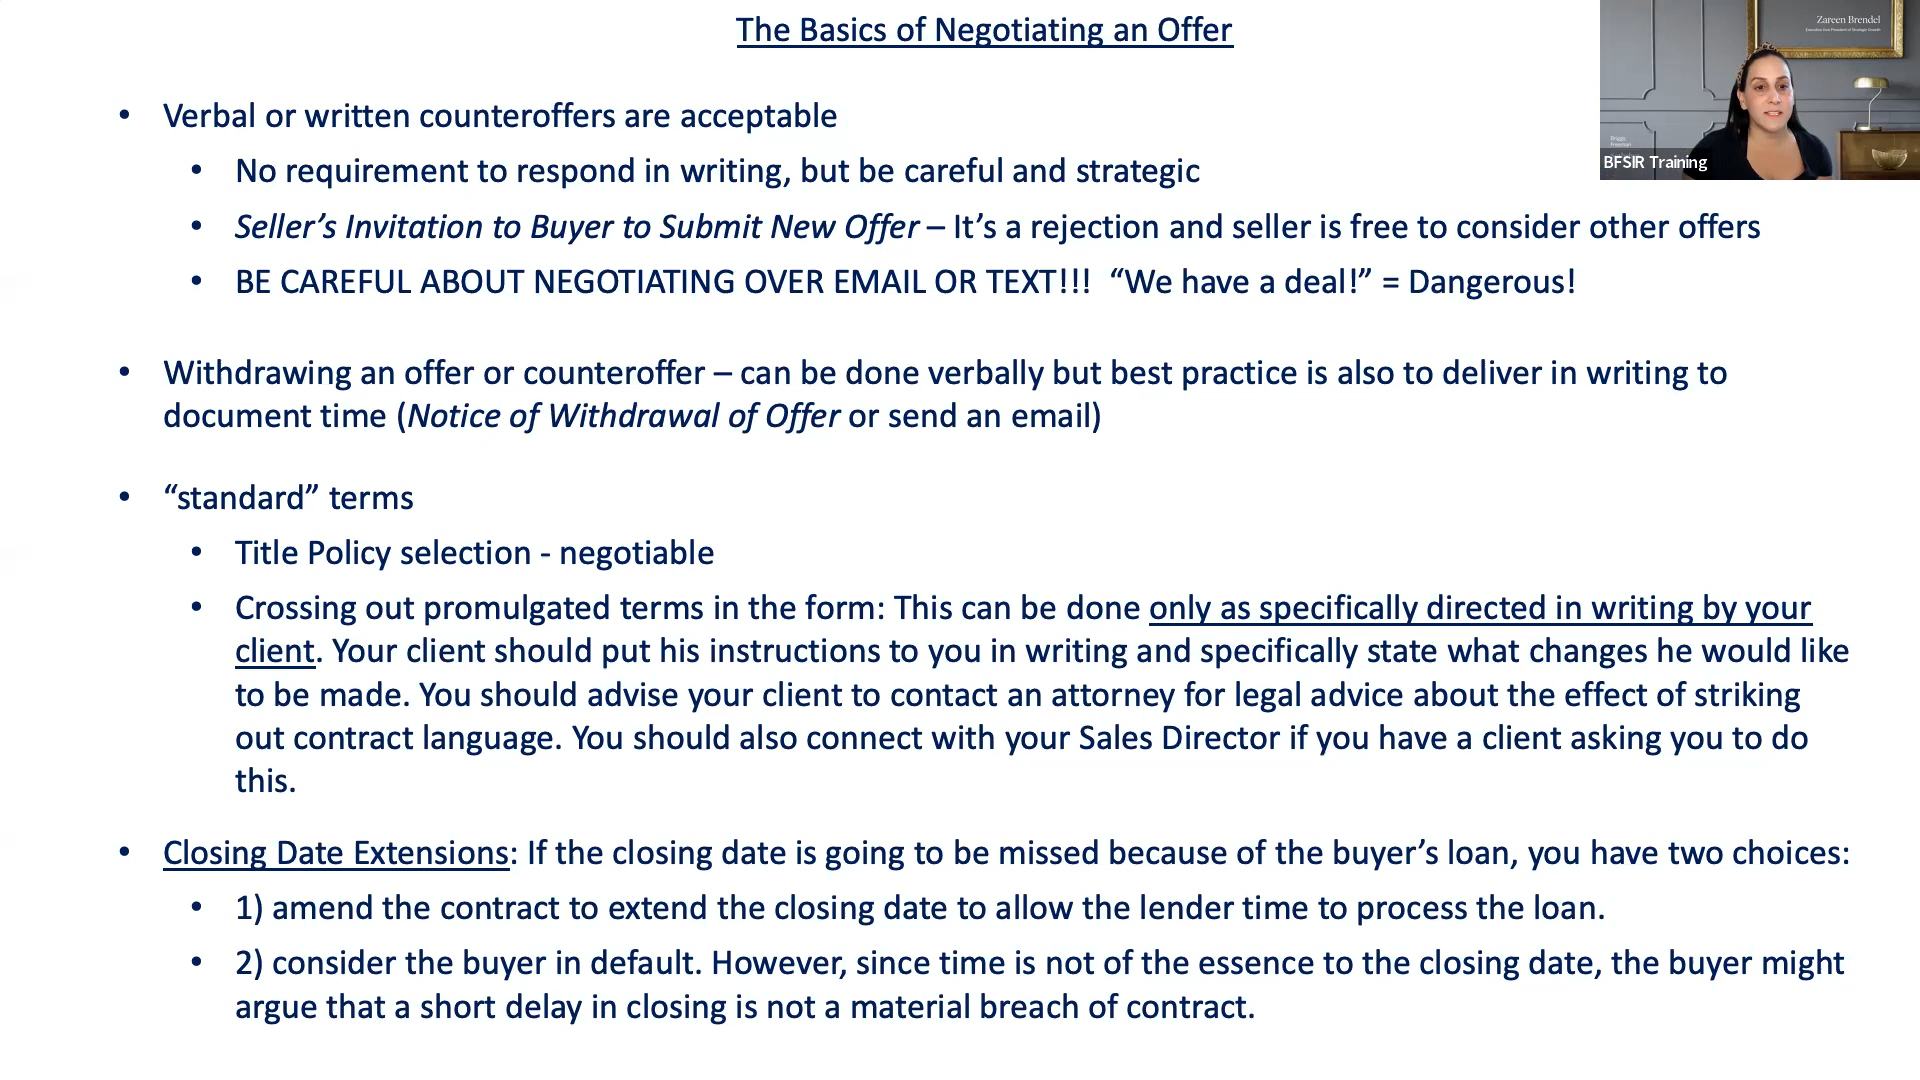 The Basics of Negotiating an Offer
Zareen Brendel
Executive Vice President of Strategic Growth
Briggs
Freeman
BFSIR Training
• Verbal or written counteroffers are acceptable
• No requirement to respond in writing, but be careful and strategic
• Seller’s Invitation to Buyer to Submit New Offer – It’s a rejection and seller is free to consider other offers
• BE CAREFUL ABOUT NEGOTIATING OVER EMAIL OR TEXT!!! “We have a deal!” = Dangerous!
• Withdrawing an offer or counteroffer – can be done verbally but best practice is also to deliver in writing to
document time (Notice of Withdrawal of Offer or send an email)
• “standard” terms
• Title Policy selection - negotiable
• Crossing out promulgated terms in the form: This can be done only as specifically directed in writing by your
client. Your client should put his instructions to you in writing and specifically state what changes he would like
to be made. You should advise your client to contact an attorney for legal advice about the effect of striking
out contract language. You should also connect with your Sales Director if you have a client asking you to do
this.
• Closing Date Extensions: If the closing date is going to be missed because of the buyer’s loan, you have two choices:
• 1) amend the contract to extend the closing date to allow the lender time to process the loan.
• 2) consider the buyer in default. However, since time is not of the essence to the closing date, the buyer might
argue that a short delay in closing is not a material breach of contract.